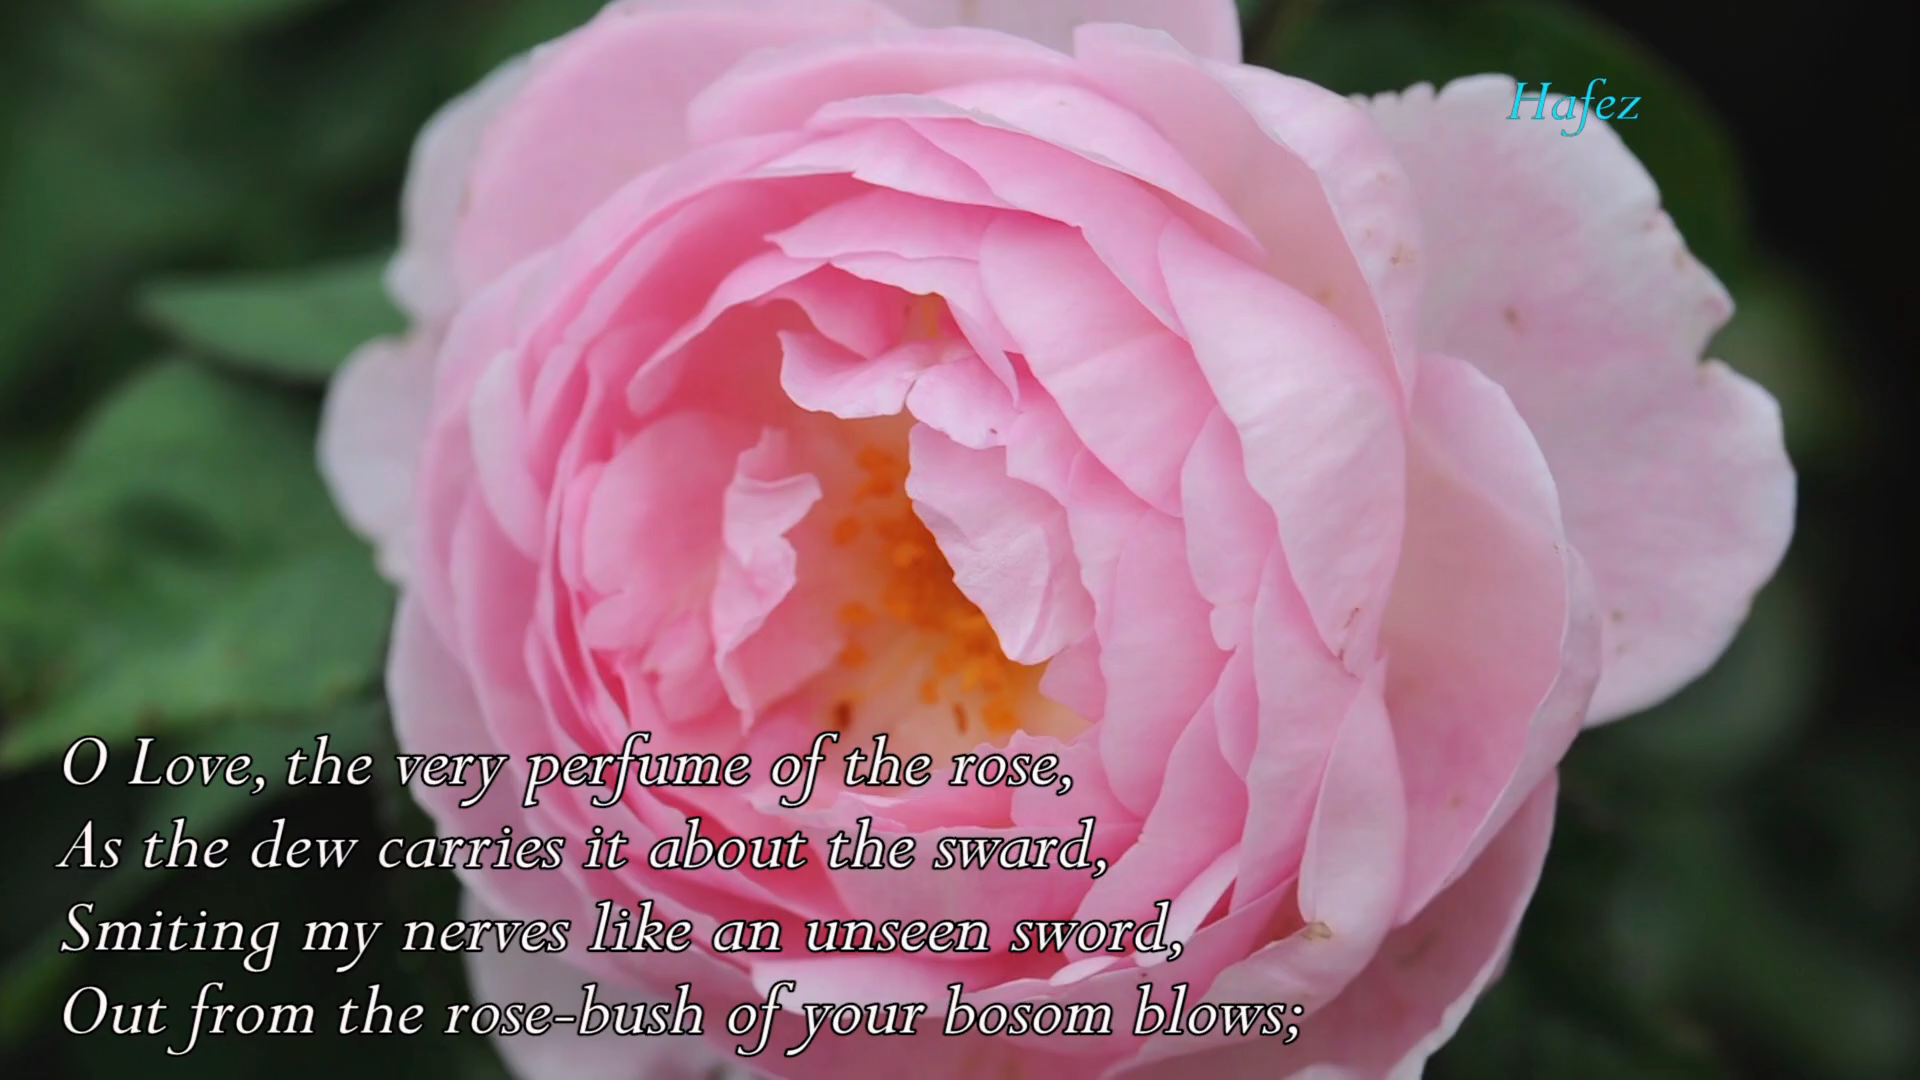 Hafez
O Love, the very perfume of the rose,
As the dew carries it about the sward,
Smiting my nerves like an unseen sword,
Out from the rose-bush of your bosom blows;